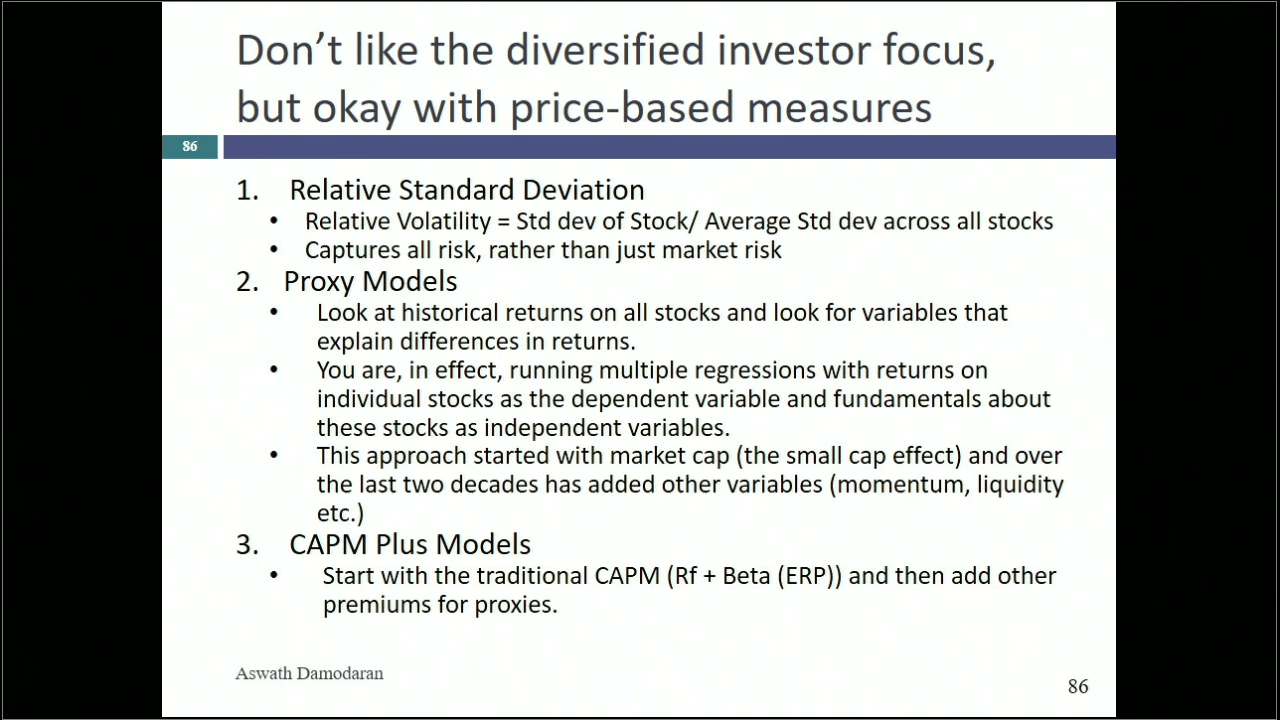 Don’t like the diversified investor focus,
but okay with price-based measures
86
1. Relative Standard Deviation
• Relative Volatility = Std dev of Stock/ Average Std dev across all stocks
• Captures all risk, rather than just market risk
2. Proxy Models
• Look at historical returns on all stocks and look for variables that
explain differences in returns.
• You are, in effect, running multiple regressions with returns on
individual stocks as the dependent variable and fundamentals about
these stocks as independent variables.
• This approach started with market cap (the small cap effect) and over
the last two decades has added other variables (momentum, liquidity
etc.)
3. CAPM Plus Models
• Start with the traditional CAPM (Rf + Beta (ERP)) and then add other
premiums for proxies.
Aswath Damodaran
86